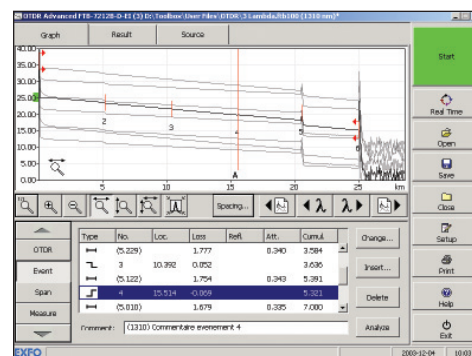 OTDR Advanced FTB-7212B-D-EI (3) D:\Toolbox\User Files\OTDR\3 Lambda\ftb100 (1310 nm)*
Graph Result Source
40.00
35.00
30.00
25.00
20.00
15.00
10.00
5.00
0.00
2 3 4 5 6
A
0 5 10 15 20 25 km
Spacing...
λ λ
Start
Real Time
Open
Save
Close
Setup
Print
Help
Exit
OTDR
Event
Span
Measure
Type No. Loc. Loss Refl. Att. Cumul.
(5.229) 1.777 0.340 3.584
3 10.392 0.052 3.636
(5.122) 1.754 0.343 5.391
4 15.514 -0.069 5.321
(5.018) 1.679 0.335 7.000
Change...
Insert...
Delete
Analyze
Comment: (1310) Commentaire evenement 4
EXFO 2003-12-04 10:03